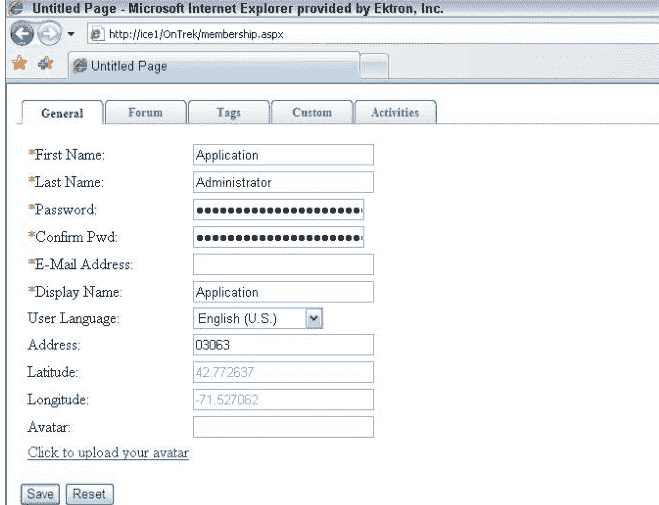 Untitled Page - Microsoft Internet Explorer provided by Ektron, Inc.
http://ice1/OnTrek/membership.aspx
Untitled Page
General Forum Tags Custom Activities
*First Name: Application
*Last Name: Administrator
*Password: ●●●●●●●●●●●●●●●●●●●●●●
*Confirm Pwd: ●●●●●●●●●●●●●●●●●●●●●●
*E-Mail Address:
*Display Name: Application
User Language: English (U.S.)
Address: 03063
Latitude: 42.772637
Longitude: -71.527062
Avatar:
Click to upload your avatar
Save Reset